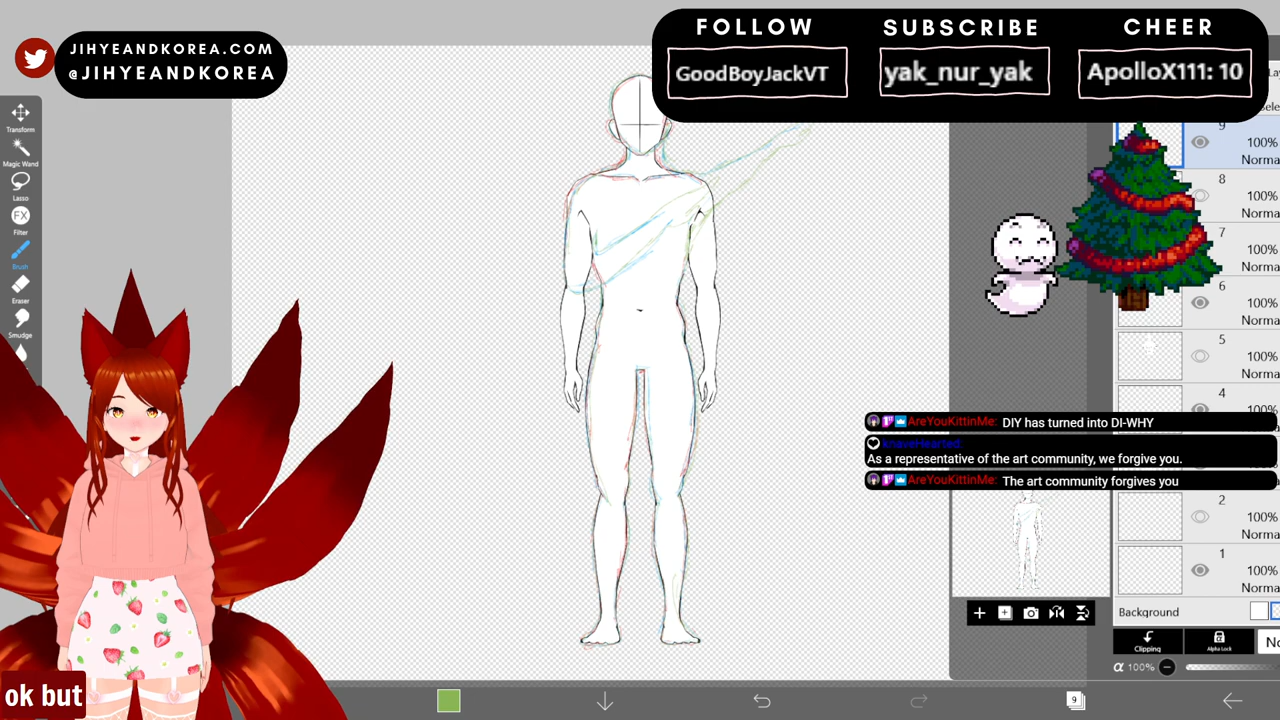 JIHYEANDKOREA.COM
@JIHYEANDKOREA
FOLLOW
GoodBoyJackVT
SUBSCRIBE
yak_nur_yak
CHEER
ApolloX111: 10
Transform
Magic Wand
Lasso
FX
Filter
Brush
Eraser
Smudge
9
100%
Norma
8
100%
Norma
7
100%
Norma
6
100%
Norma
5
100%
Norma
4
100%
AreYouKittinMe: DIY has turned into DI-WHY
knaveHearted:
As a representative of the art community, we forgive you.
AreYouKittinMe: The art community forgives you
2
100%
Norma
1
100%
Norma
Background
Clipping
Alpha Lock
No
α 100%
9
ok but